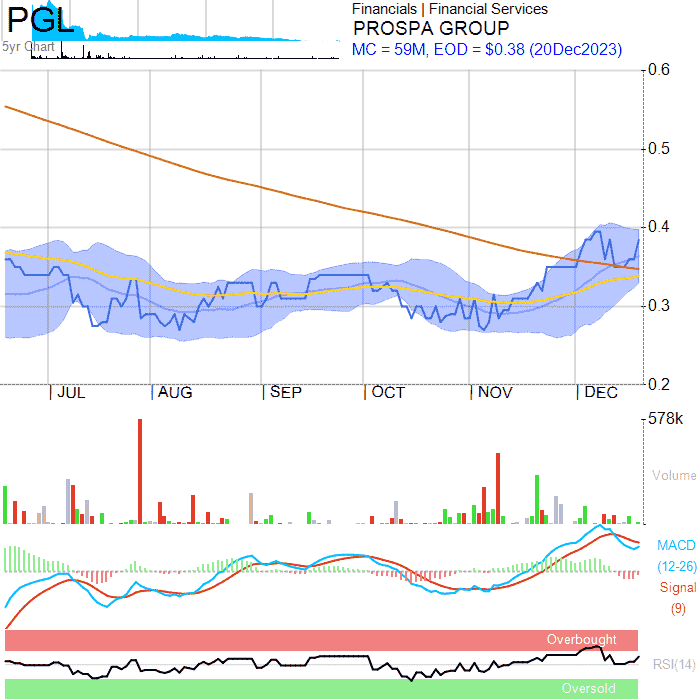 PGL
5yr Chart
Financials | Financial Services
PROSPA GROUP
MC = 59M, EOD = $0.38 (20Dec2023)
0.6
0.5
0.4
0.3
0.2
JUL
AUG
SEP
OCT
NOV
DEC
578k
Volume
MACD
(12-26)
Signal
(9)
Overbought
RSI(14)
Oversold